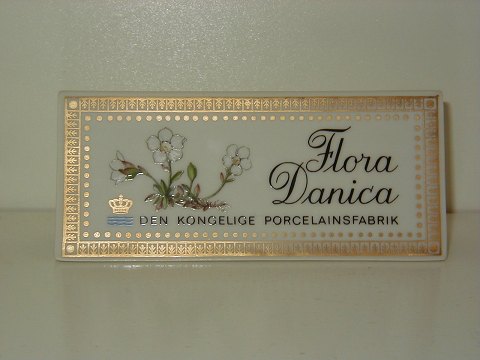 Flora
Danica
DEN KONGELIGE PORCELAINSFABRIK